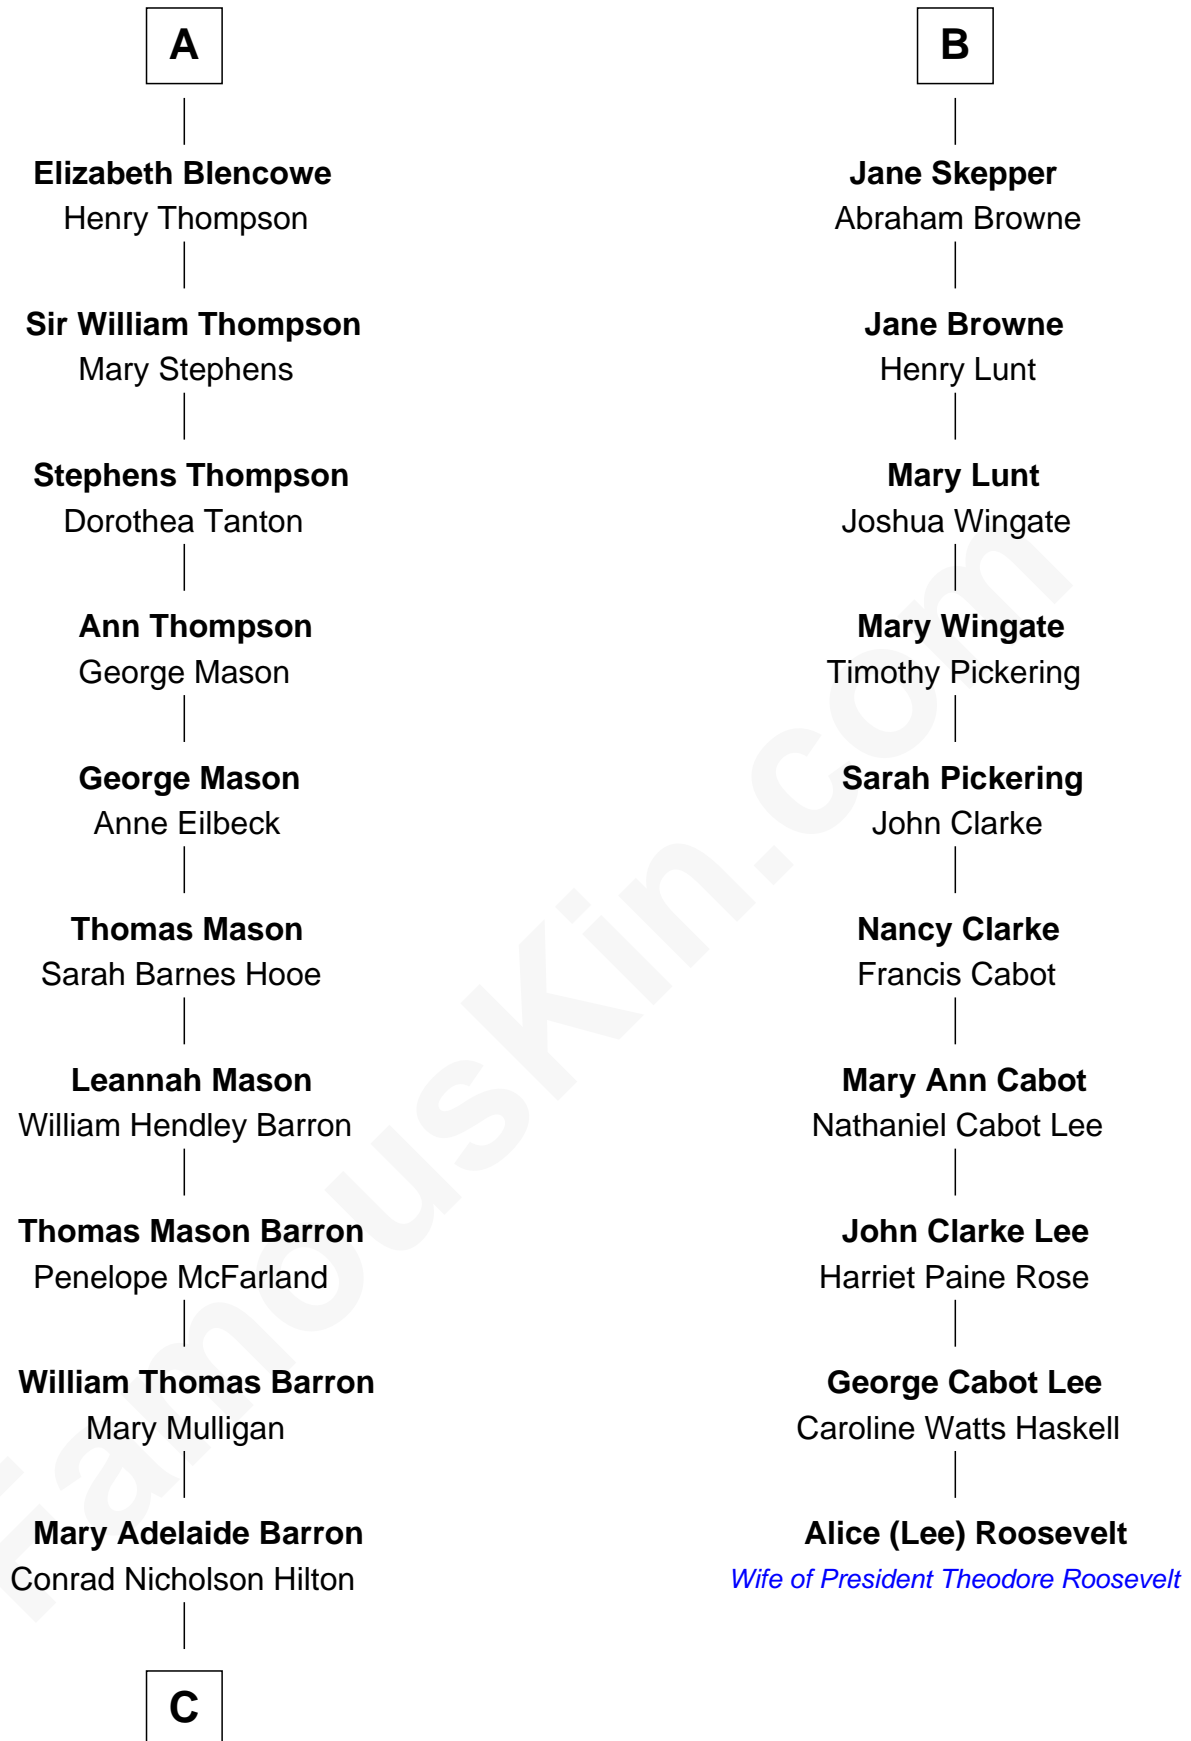 A
Elizabeth Blencowe
Henry Thompson
Sir William Thompson
Mary Stephens
Stephens Thompson
Dorothea Tanton
Ann Thompson
George Mason
George Mason
Anne Eilbeck
Thomas Mason
Sarah Barnes Hooe
Leannah Mason
William Hendley Barron
Thomas Mason Barron
Penelope McFarland
William Thomas Barron
Mary Mulligan
Mary Adelaide Barron
Conrad Nicholson Hilton
C
B
Jane Skepper
Abraham Browne
Jane Browne
Henry Lunt
Mary Lunt
Joshua Wingate
Mary Wingate
Timothy Pickering
Sarah Pickering
John Clarke
Nancy Clarke
Francis Cabot
Mary Ann Cabot
Nathaniel Cabot Lee
John Clarke Lee
Harriet Paine Rose
George Cabot Lee
Caroline Watts Haskell
Alice (Lee) Roosevelt
Wife of President Theodore Roosevelt
FamousKin.com